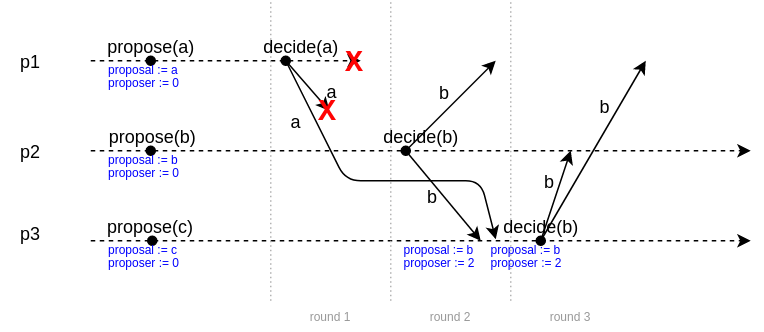 propose(a)
decide(a)
X
p1
proposal := a
proposer := 0
a
X
b
b
a
propose(b)
decide(b)
p2
proposal := b
proposer := 0
b
b
propose(c)
decide(b)
p3
proposal := c
proposer := 0
proposal := b
proposer := 2
proposal := b
proposer := 2
round 1
round 2
round 3